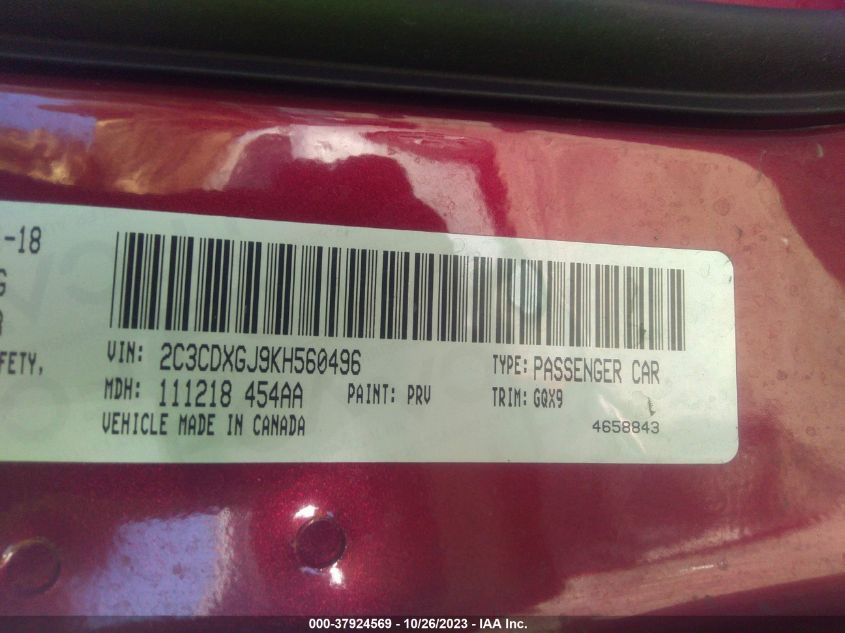 -18
G
R
FETY,
VIN: 2C3CDXGJ9KH560496 TYPE: PASSENGER CAR
MDH: 111218 454AA PAINT: PRV TRIM: GQX9
VEHICLE MADE IN CANADA 4658843
000-37924569 - 10/26/2023 - IAA Inc.